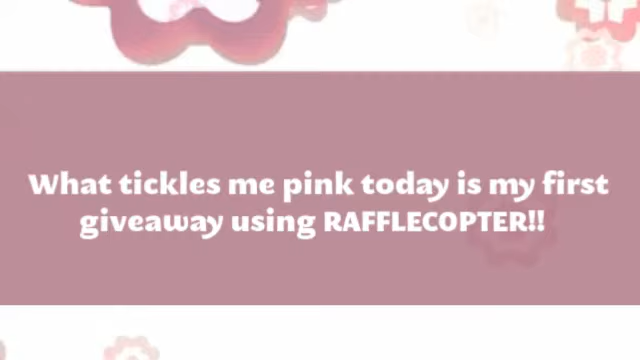 What tickles me pink today is my first
giveaway using RAFFLECOPTER!!